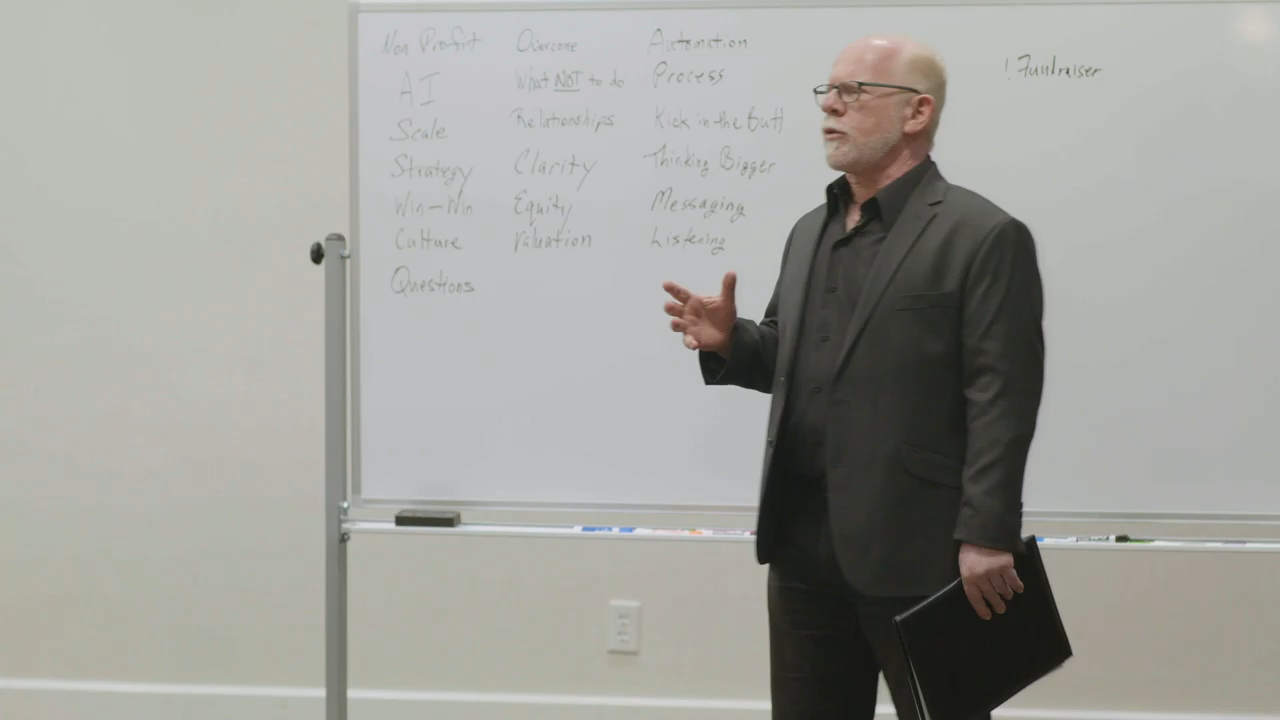 Non Profit
AI
Scale
Strategy
Win-Win
Culture
Questions
Overcome
What NOT to do
Relationships
Clarity
Equity
Valuation
Automation
Process
Kick in the Butt
Thinking Bigger
Messaging
Listening
! Fundraiser